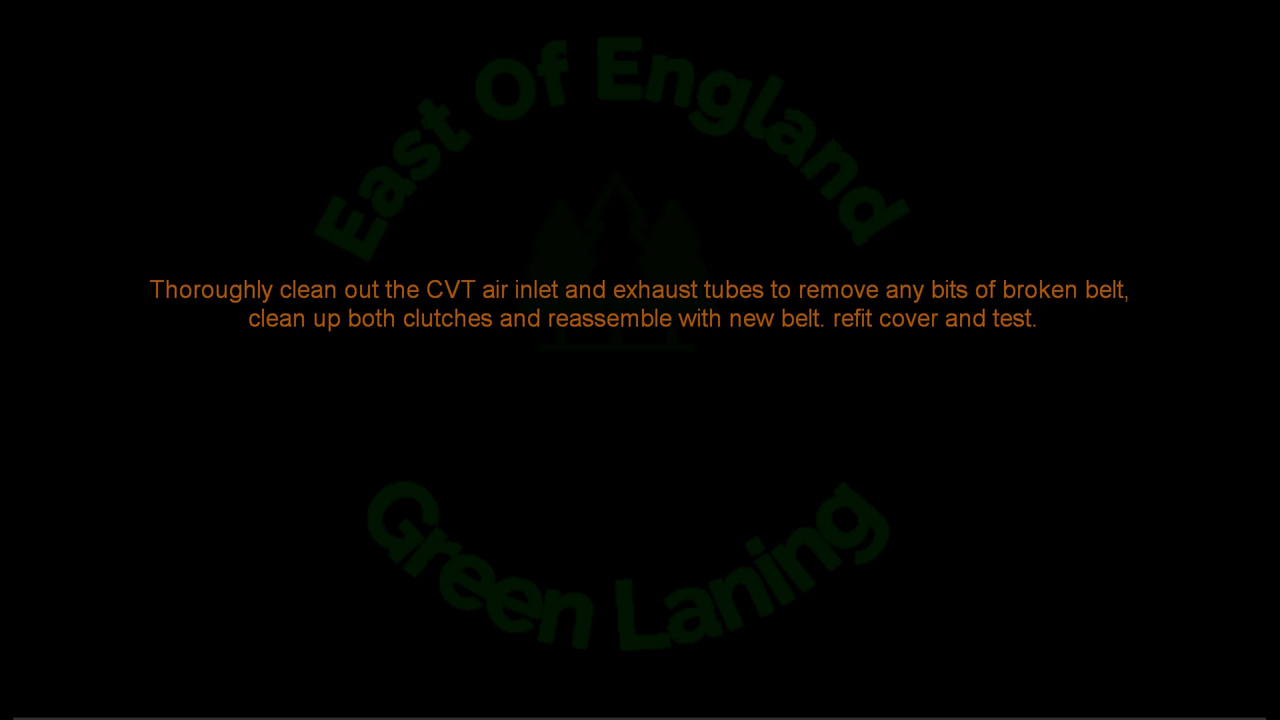 East Of England
Thoroughly clean out the CVT air inlet and exhaust tubes to remove any bits of broken belt,
clean up both clutches and reassemble with new belt. refit cover and test.
Green Laning